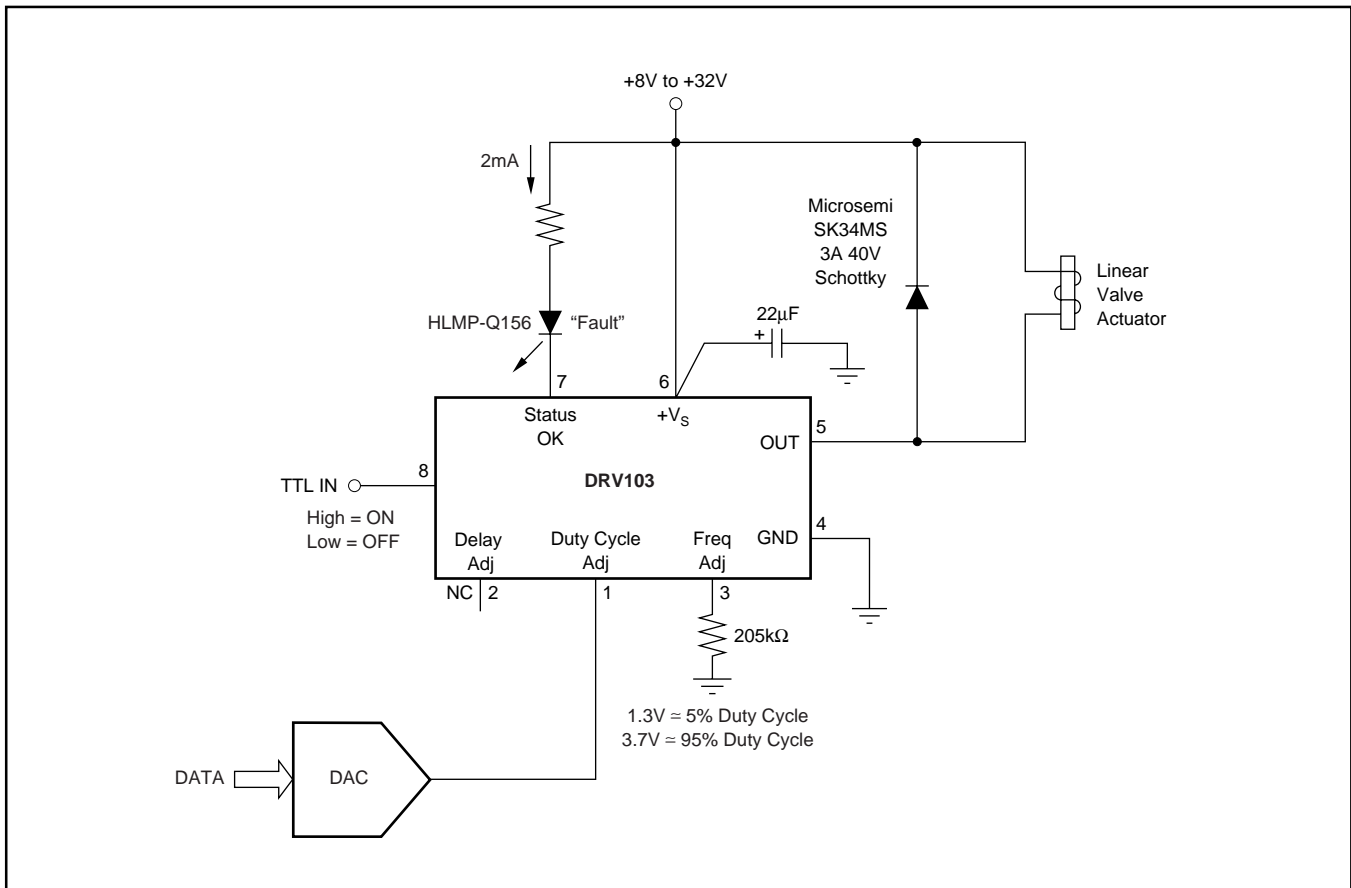 +8V to +32V
2mA
Microsemi
SK34MS
3A 40V
Schottky
Linear
Valve
Actuator
22μF
+
HLMP-Q156
“Fault”
7
6
Status
OK
+VS
OUT
5
DRV103
8
TTL IN
High = ON
Low = OFF
Delay
Adj
Duty Cycle
Adj
Freq
Adj
GND
4
NC
2
1
3
205kΩ
1.3V ≃ 5% Duty Cycle
3.7V ≃ 95% Duty Cycle
DATA
DAC